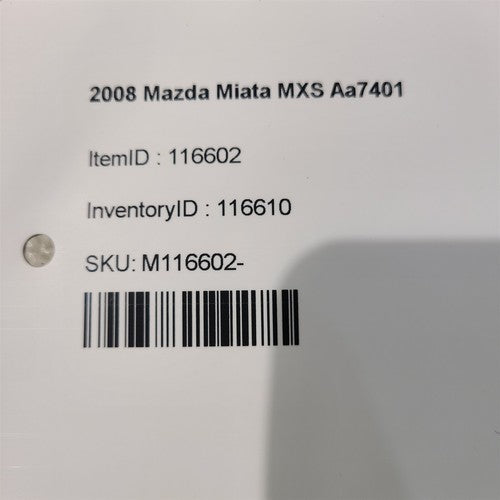 2008 Mazda Miata MXS Aa7401
ItemID : 116602
InventoryID : 116610
SKU: M116602-